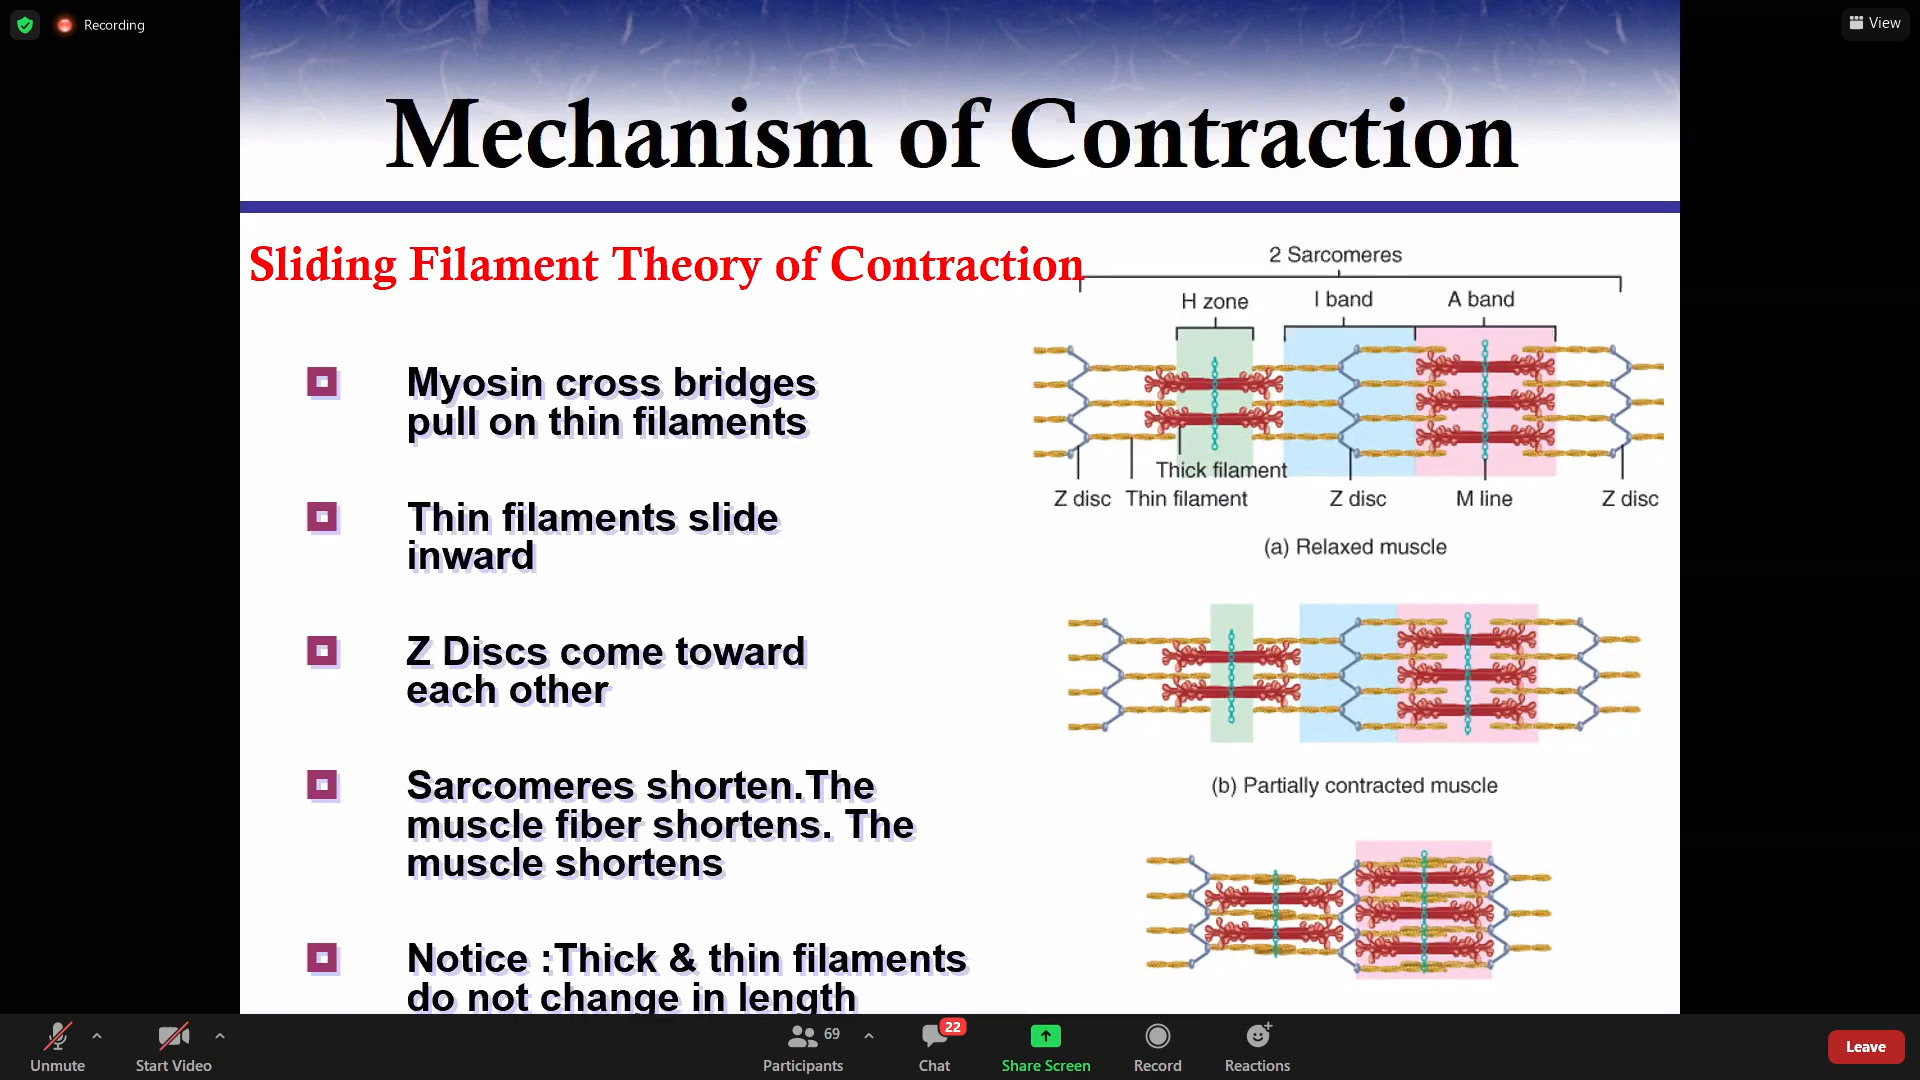 Recording
View
Mechanism of Contraction
Sliding Filament Theory of Contraction
Myosin cross bridges
pull on thin filaments
Thin filaments slide
inward
Z Discs come toward
each other
Sarcomeres shorten.The
muscle fiber shortens. The
muscle shortens
Notice :Thick & thin filaments
do not change in length
2 Sarcomeres
H zone I band A band
Thick filament
Z disc Thin filament Z disc M line Z disc
(a) Relaxed muscle
(b) Partially contracted muscle
Unmute
Start Video
69
Participants
22
Chat
Share Screen
Record
Reactions
Leave